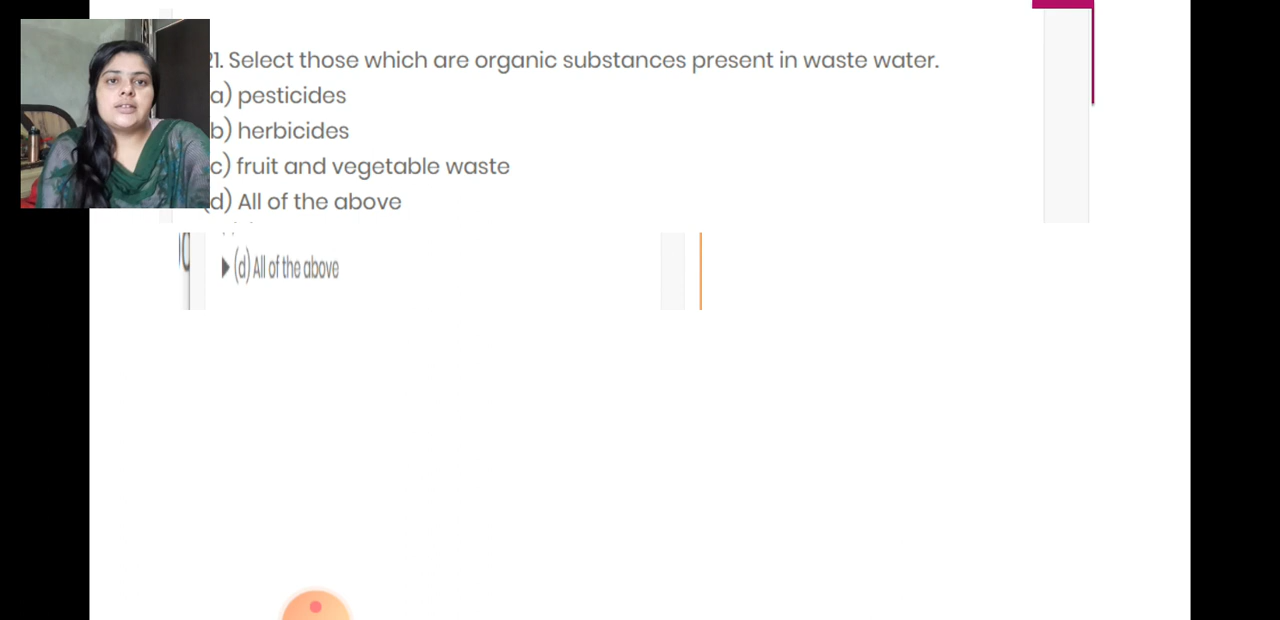 21. Select those which are organic substances present in waste water.
a) pesticides
b) herbicides
c) fruit and vegetable waste
(d) All of the above
(d) All of the above